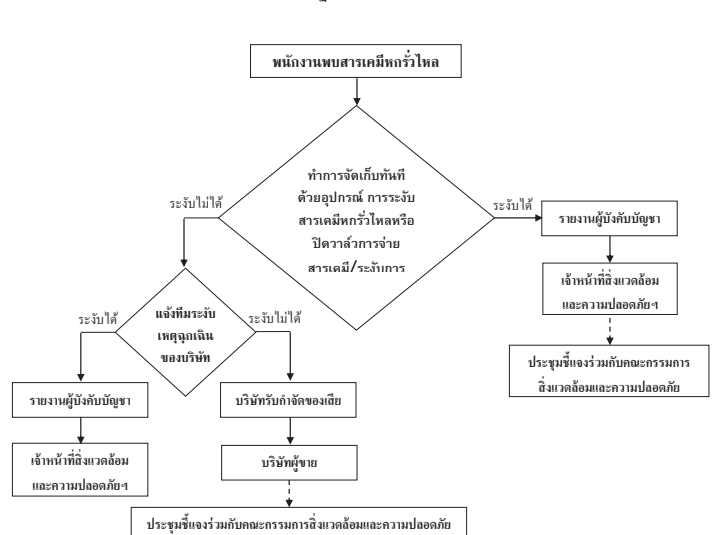 พนักงานพบสารเคมีหกรั่วไหล
ทำการจัดเก็บทันที
ด้วยอุปกรณ์ การระงับ
สารเคมีหกรั่วไหลหรือ
ปิดวาล์วการจ่าย
สารเคมี/ระงับการ
ระงับไม่ได้
ระงับได้
รายงานผู้บังคับบัญชา
เจ้าหน้าที่สิ่งแวดล้อม
และความปลอดภัยฯ
ประชุมชี้แจงร่วมกับคณะกรรมการ
สิ่งแวดล้อมและความปลอดภัย
แจ้งทีมระงับ
เหตุฉุกเฉิน
ของบริษัท
ระงับได้
ระงับไม่ได้
รายงานผู้บังคับบัญชา
เจ้าหน้าที่สิ่งแวดล้อม
และความปลอดภัยฯ
บริษัทรับกำจัดของเสีย
บริษัทผู้ขาย
ประชุมชี้แจงร่วมกับคณะกรรมการสิ่งแวดล้อมและความปลอดภัย